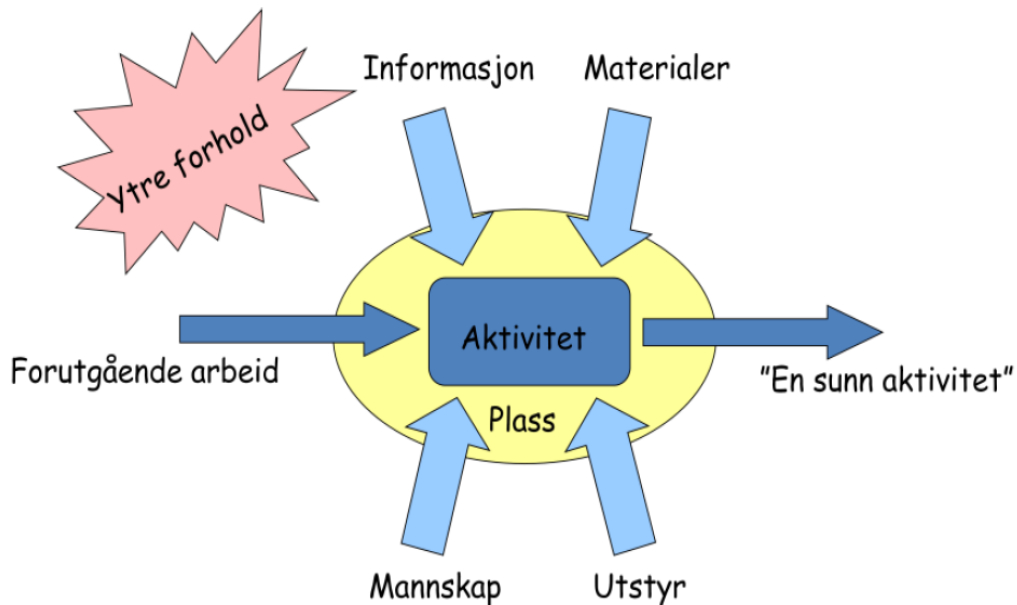 Informasjon
Materialer
Ytre forhold
Aktivitet
Forutgående arbeid
"En sunn aktivitet"
Plass
Mannskap
Utstyr